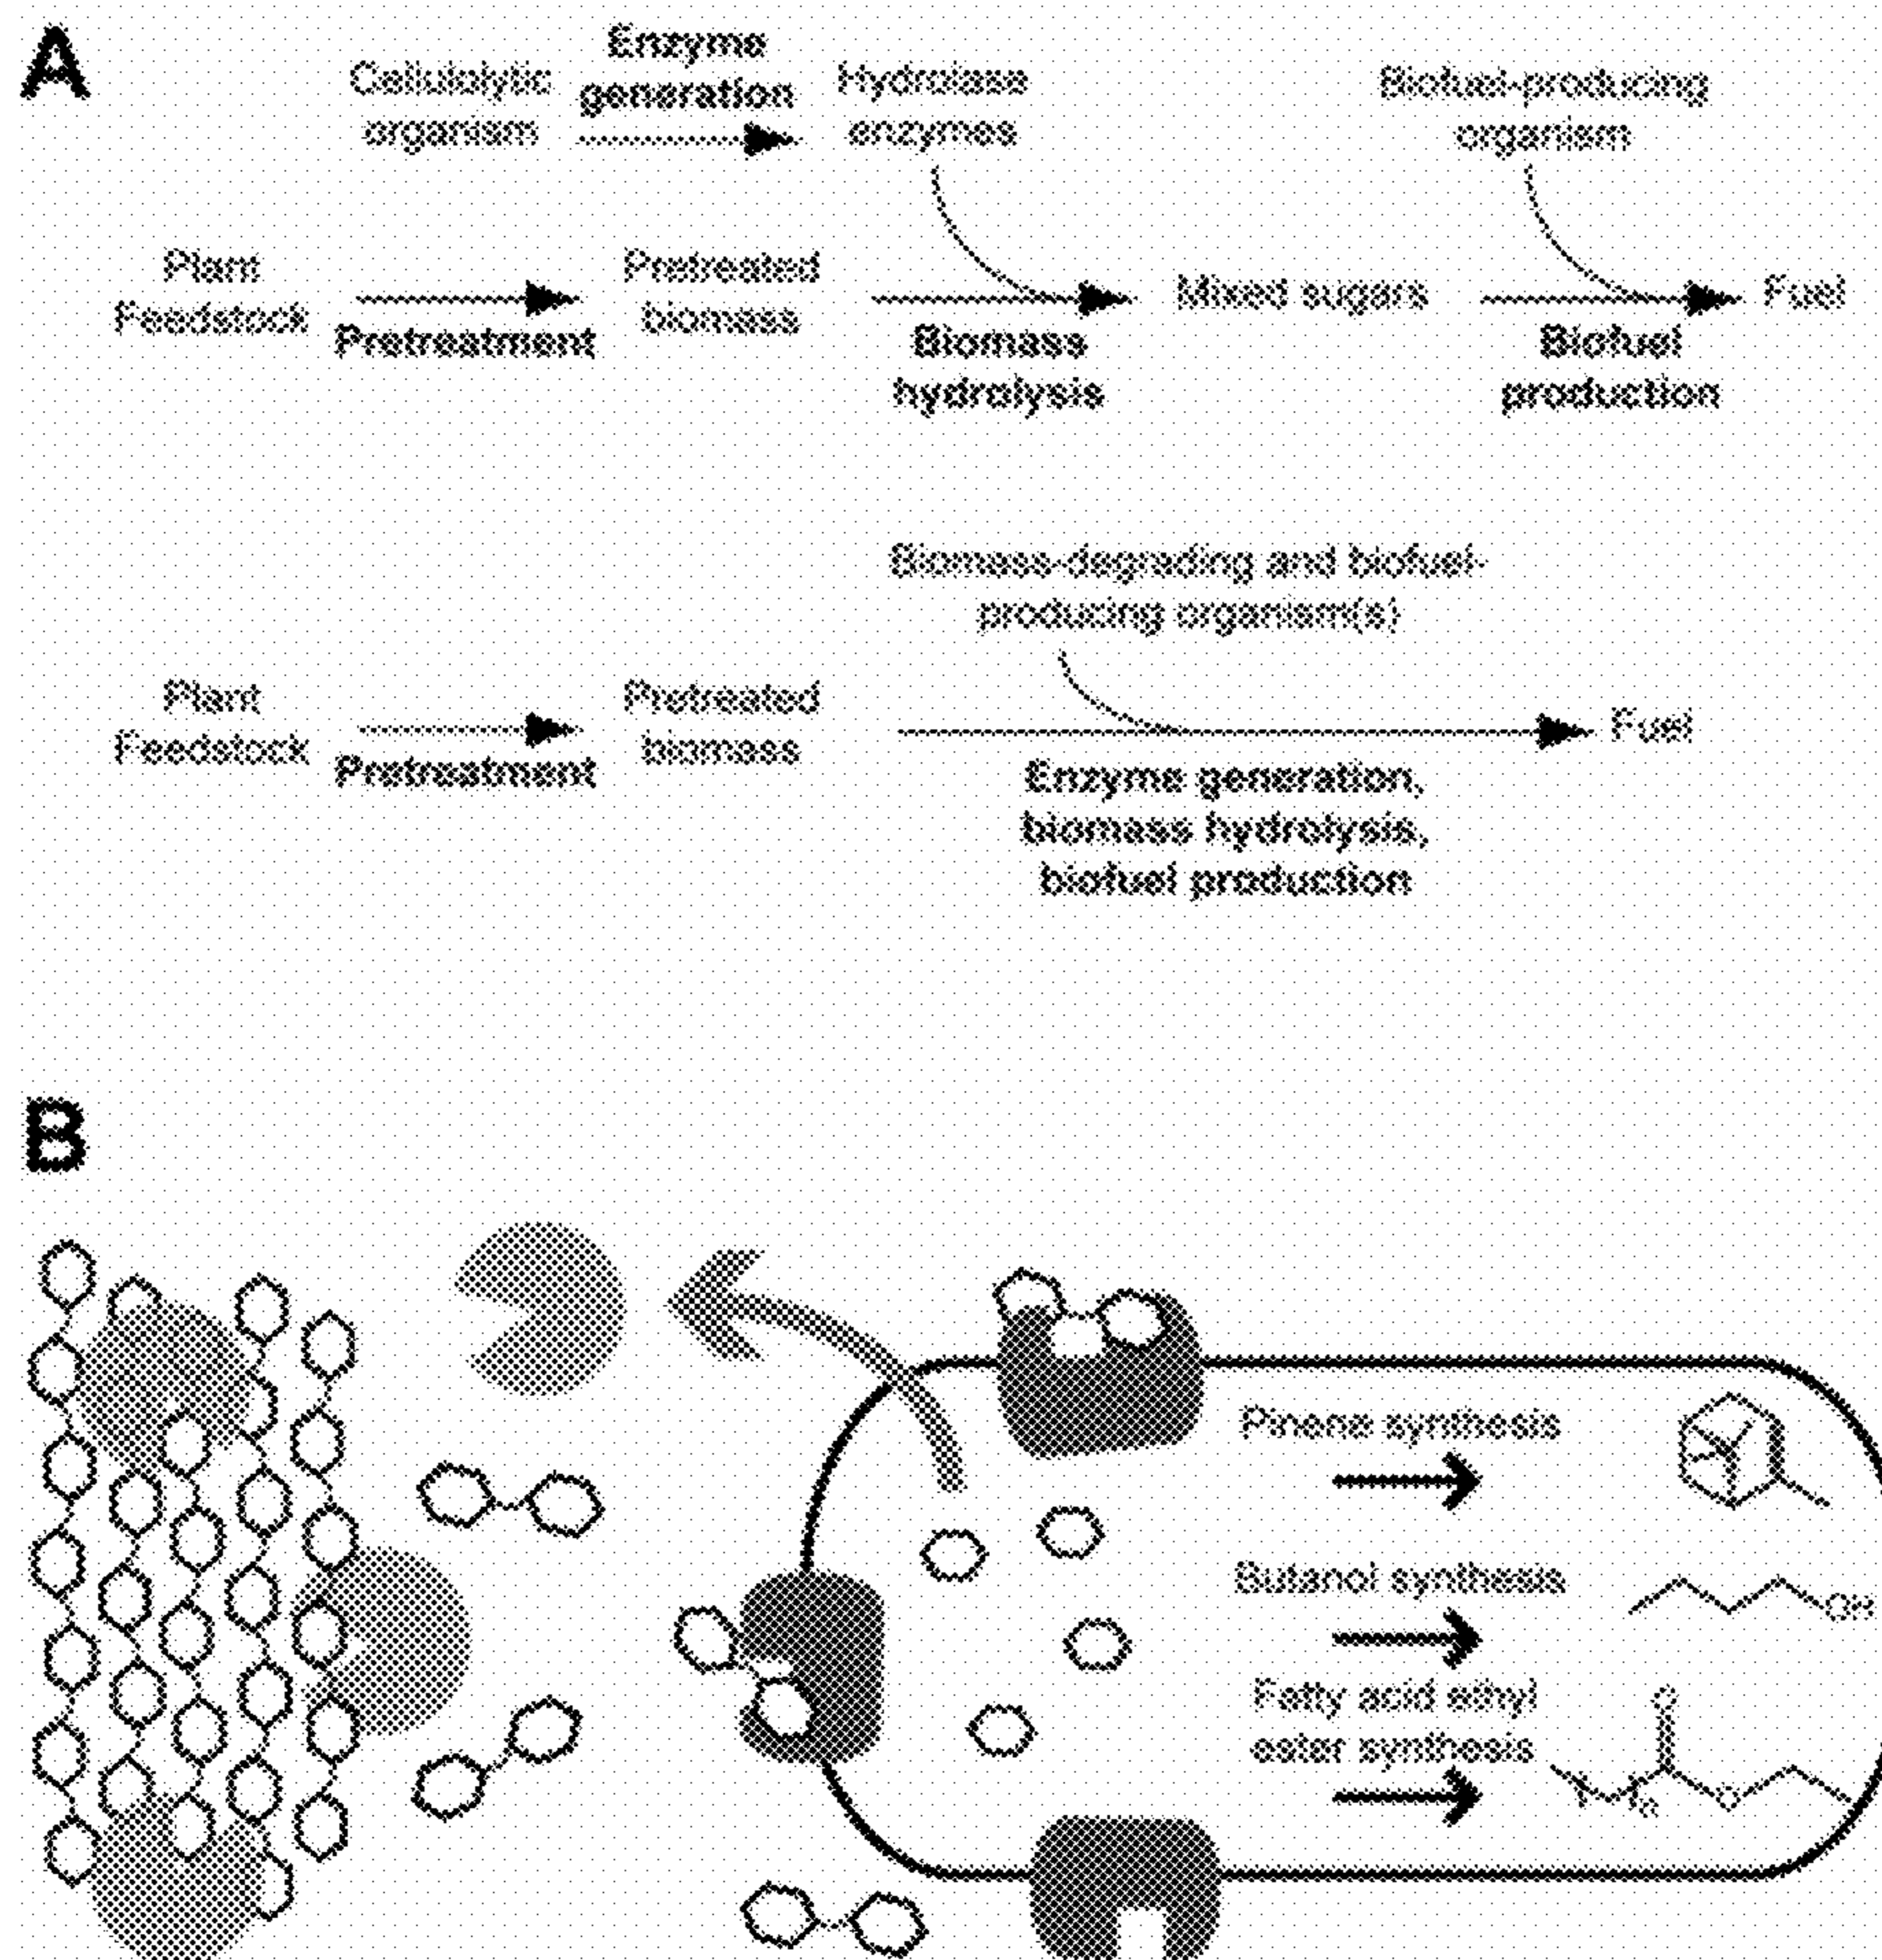 A
Cellulolytic
organism
Enzyme
generation
Hydrolase
enzymes
Biofuel-producing
organism
Plant
Feedstock
Pretreatment
Pretreated
biomass
Biomass
hydrolysis
Mixed sugars
Biofuel
production
Fuel
Biomass-degrading and biofuel-
producing organism(s)
Plant
Feedstock
Pretreatment
Pretreated
biomass
Enzyme generation,
biomass hydrolysis,
biofuel production
Fuel
B
Pinene synthesis
Butanol synthesis
OH
Fatty acid ethyl
ester synthesis
O
O
n